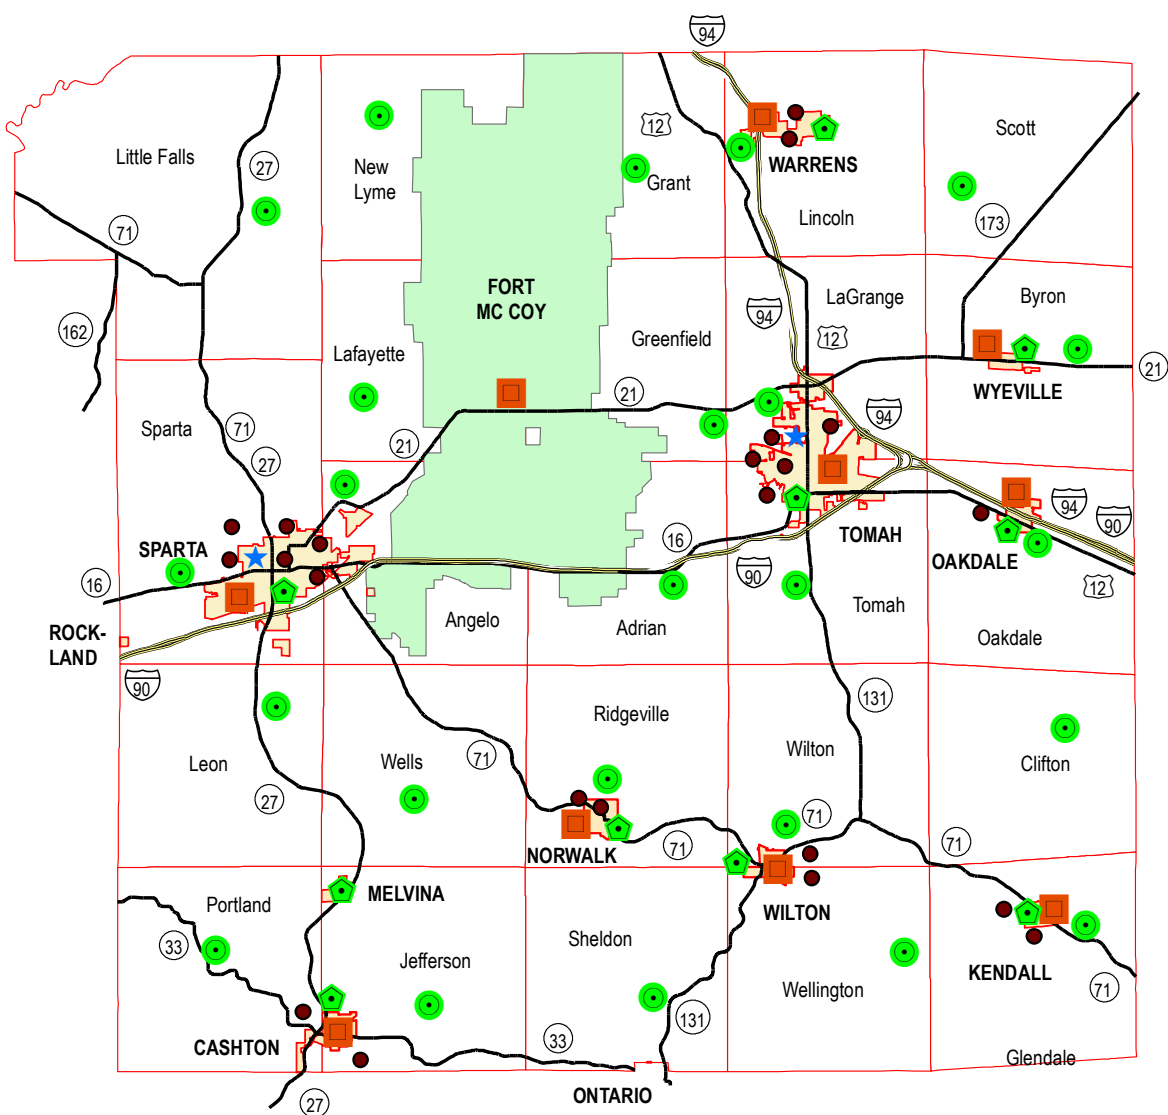 94
12
Scott
Little Falls
27
New
Lyme
Grant
WARRENS
Lincoln
173
71
FORT
MC COY
LaGrange
Byron
162
94
12
Greenfield
Lafayette
21
WYEVILLE
21
Sparta
71
21
94
27
SPARTA
16
TOMAH
94
90
OAKDALE
16
90
12
Angelo
Adrian
Tomah
Oakdale
ROCK-
LAND
90
131
Ridgeville
Leon
Wells
71
Wilton
Clifton
27
71
NORWALK
71
71
MELVINA
Portland
WILTON
33
Sheldon
Jefferson
KENDALL
Wellington
71
131
33
CASHTON
Glendale
ONTARIO
27